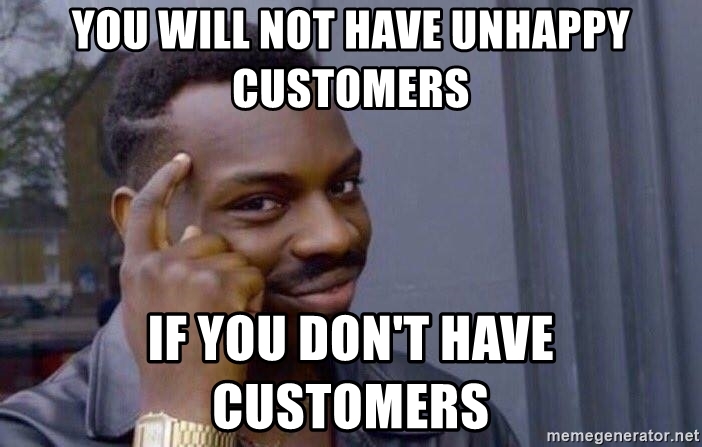 YOU WILL NOT HAVE UNHAPPY
CUSTOMERS
IF YOU DON'T HAVE
CUSTOMERS
memegenerator.net